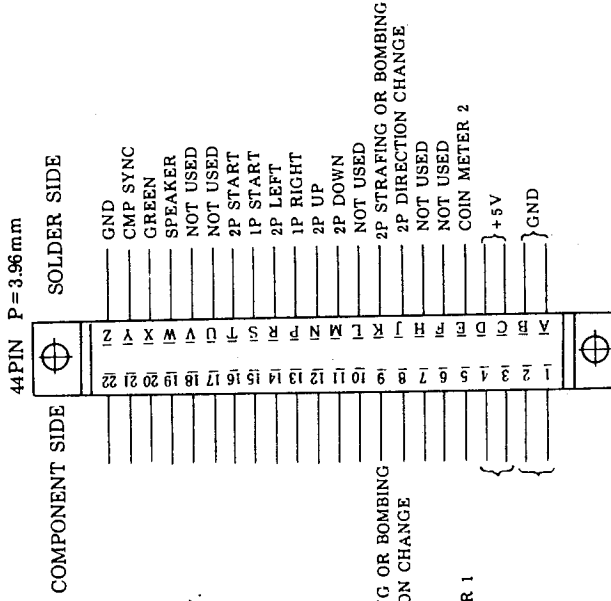 44 PIN P = 3.96mm
COMPONENT SIDE SOLDER SIDE
22 Z GND
21 Y CMP SYNC
20 X GREEN
19 W SPEAKER
18 V NOT USED
17 U NOT USED
16 T 2P START
15 S 1P START
14 R 2P LEFT
13 P 1P RIGHT
12 N 2P UP
11 M 2P DOWN
10 L NOT USED
G OR BOMBING 9 K 2P STRAFING OR BOMBING
ON CHANGE 8 J 2P DIRECTION CHANGE
7 H NOT USED
6 F NOT USED
R 1 5 E COIN METER 2
4 D
3 C +5V
2 B
1 A GND